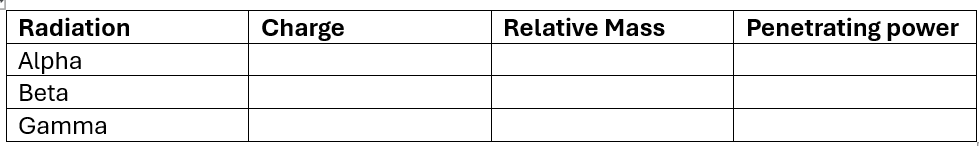 Radiation Charge Relative Mass Penetrating power
Alpha
Beta
Gamma